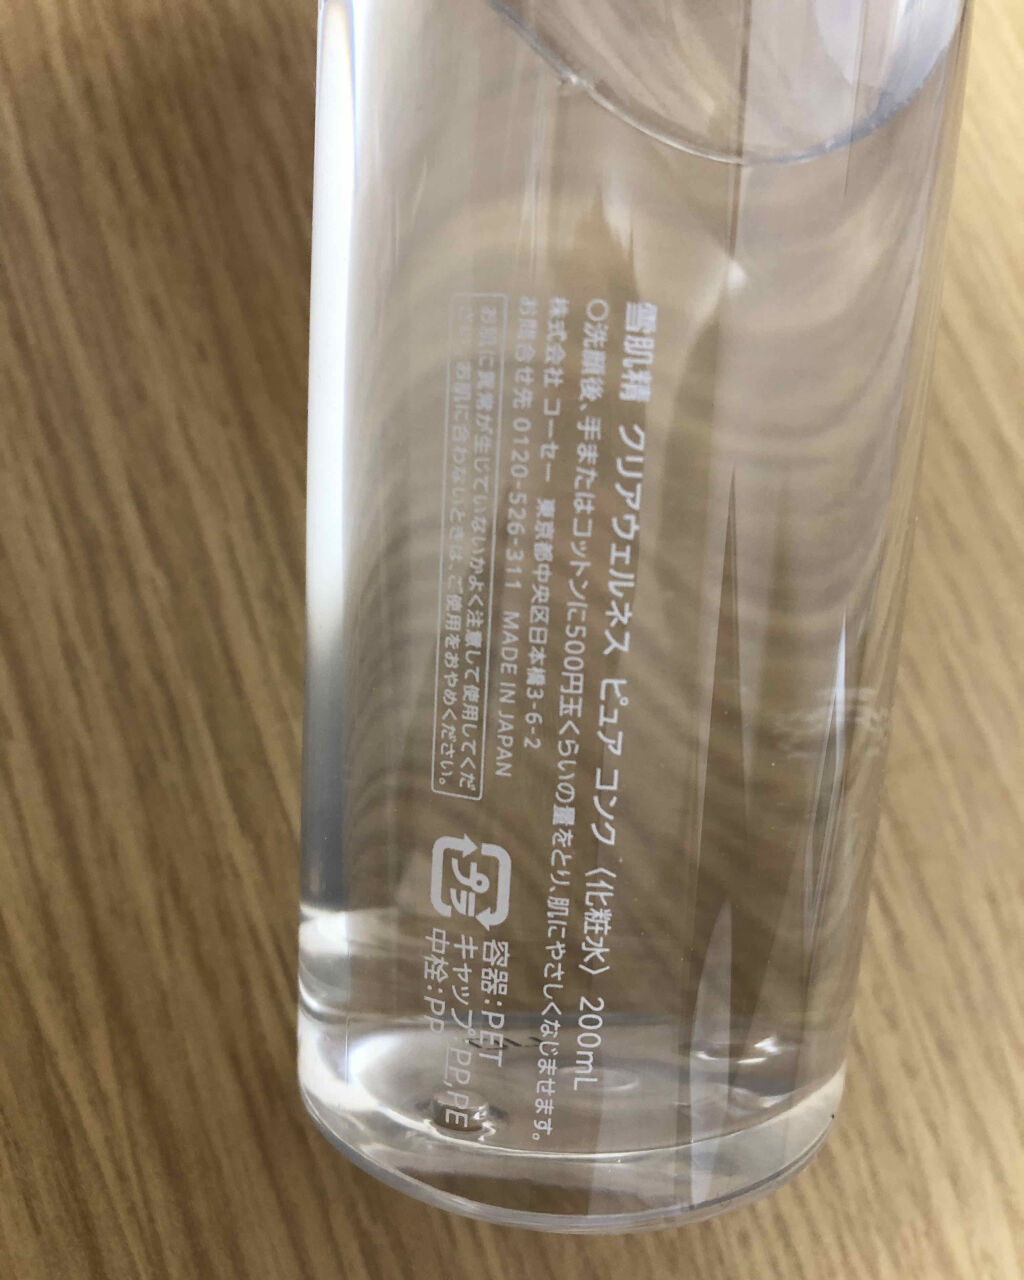 雪肌精 クリアウェルネス ピュア コンク〈化粧水〉 200mL
○洗顔後、手またはコットンに500円玉くらいの量をとり、肌にやさしくなじませます。
株式会社 コーセー 東京都中央区日本橋3-6-2
お問合せ先 0120-526-311 MADE IN JAPAN
お肌に異常が生じていないかよく注意して使用してくだ
さい。お肌に合わないときは、ご使用をおやめください。
プラ
容器:PET
キャップ:PP,PE
中栓:PP